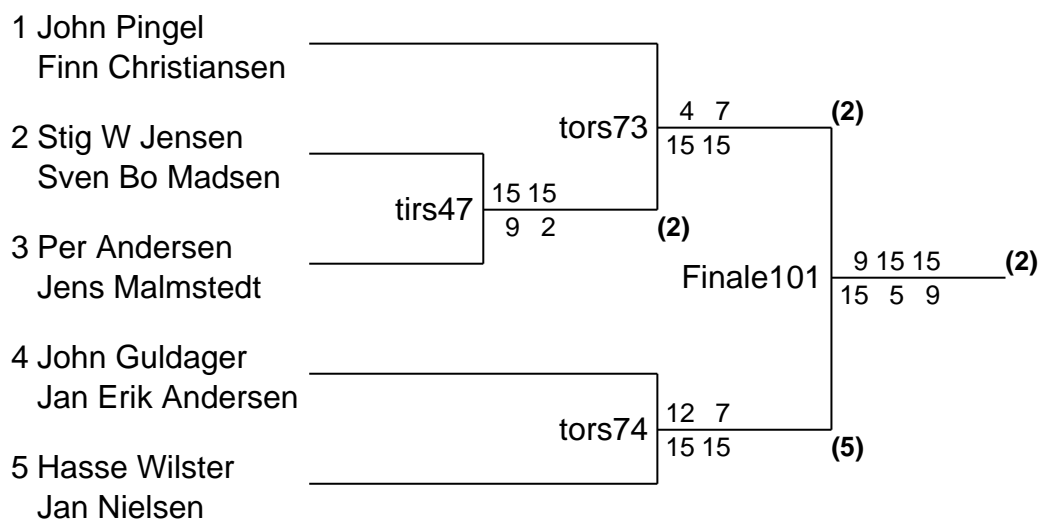 1 John Pingel
Finn Christiansen
2 Stig W Jensen
Sven Bo Madsen
3 Per Andersen
Jens Malmstedt
4 John Guldager
Jan Erik Andersen
5 Hasse Wilster
Jan Nielsen
tirs47
15 15
9 2
(2)
tors73
4 7
15 15
(2)
tors74
12 7
15 15
(5)
Finale101
9 15 15
15 5 9
(2)